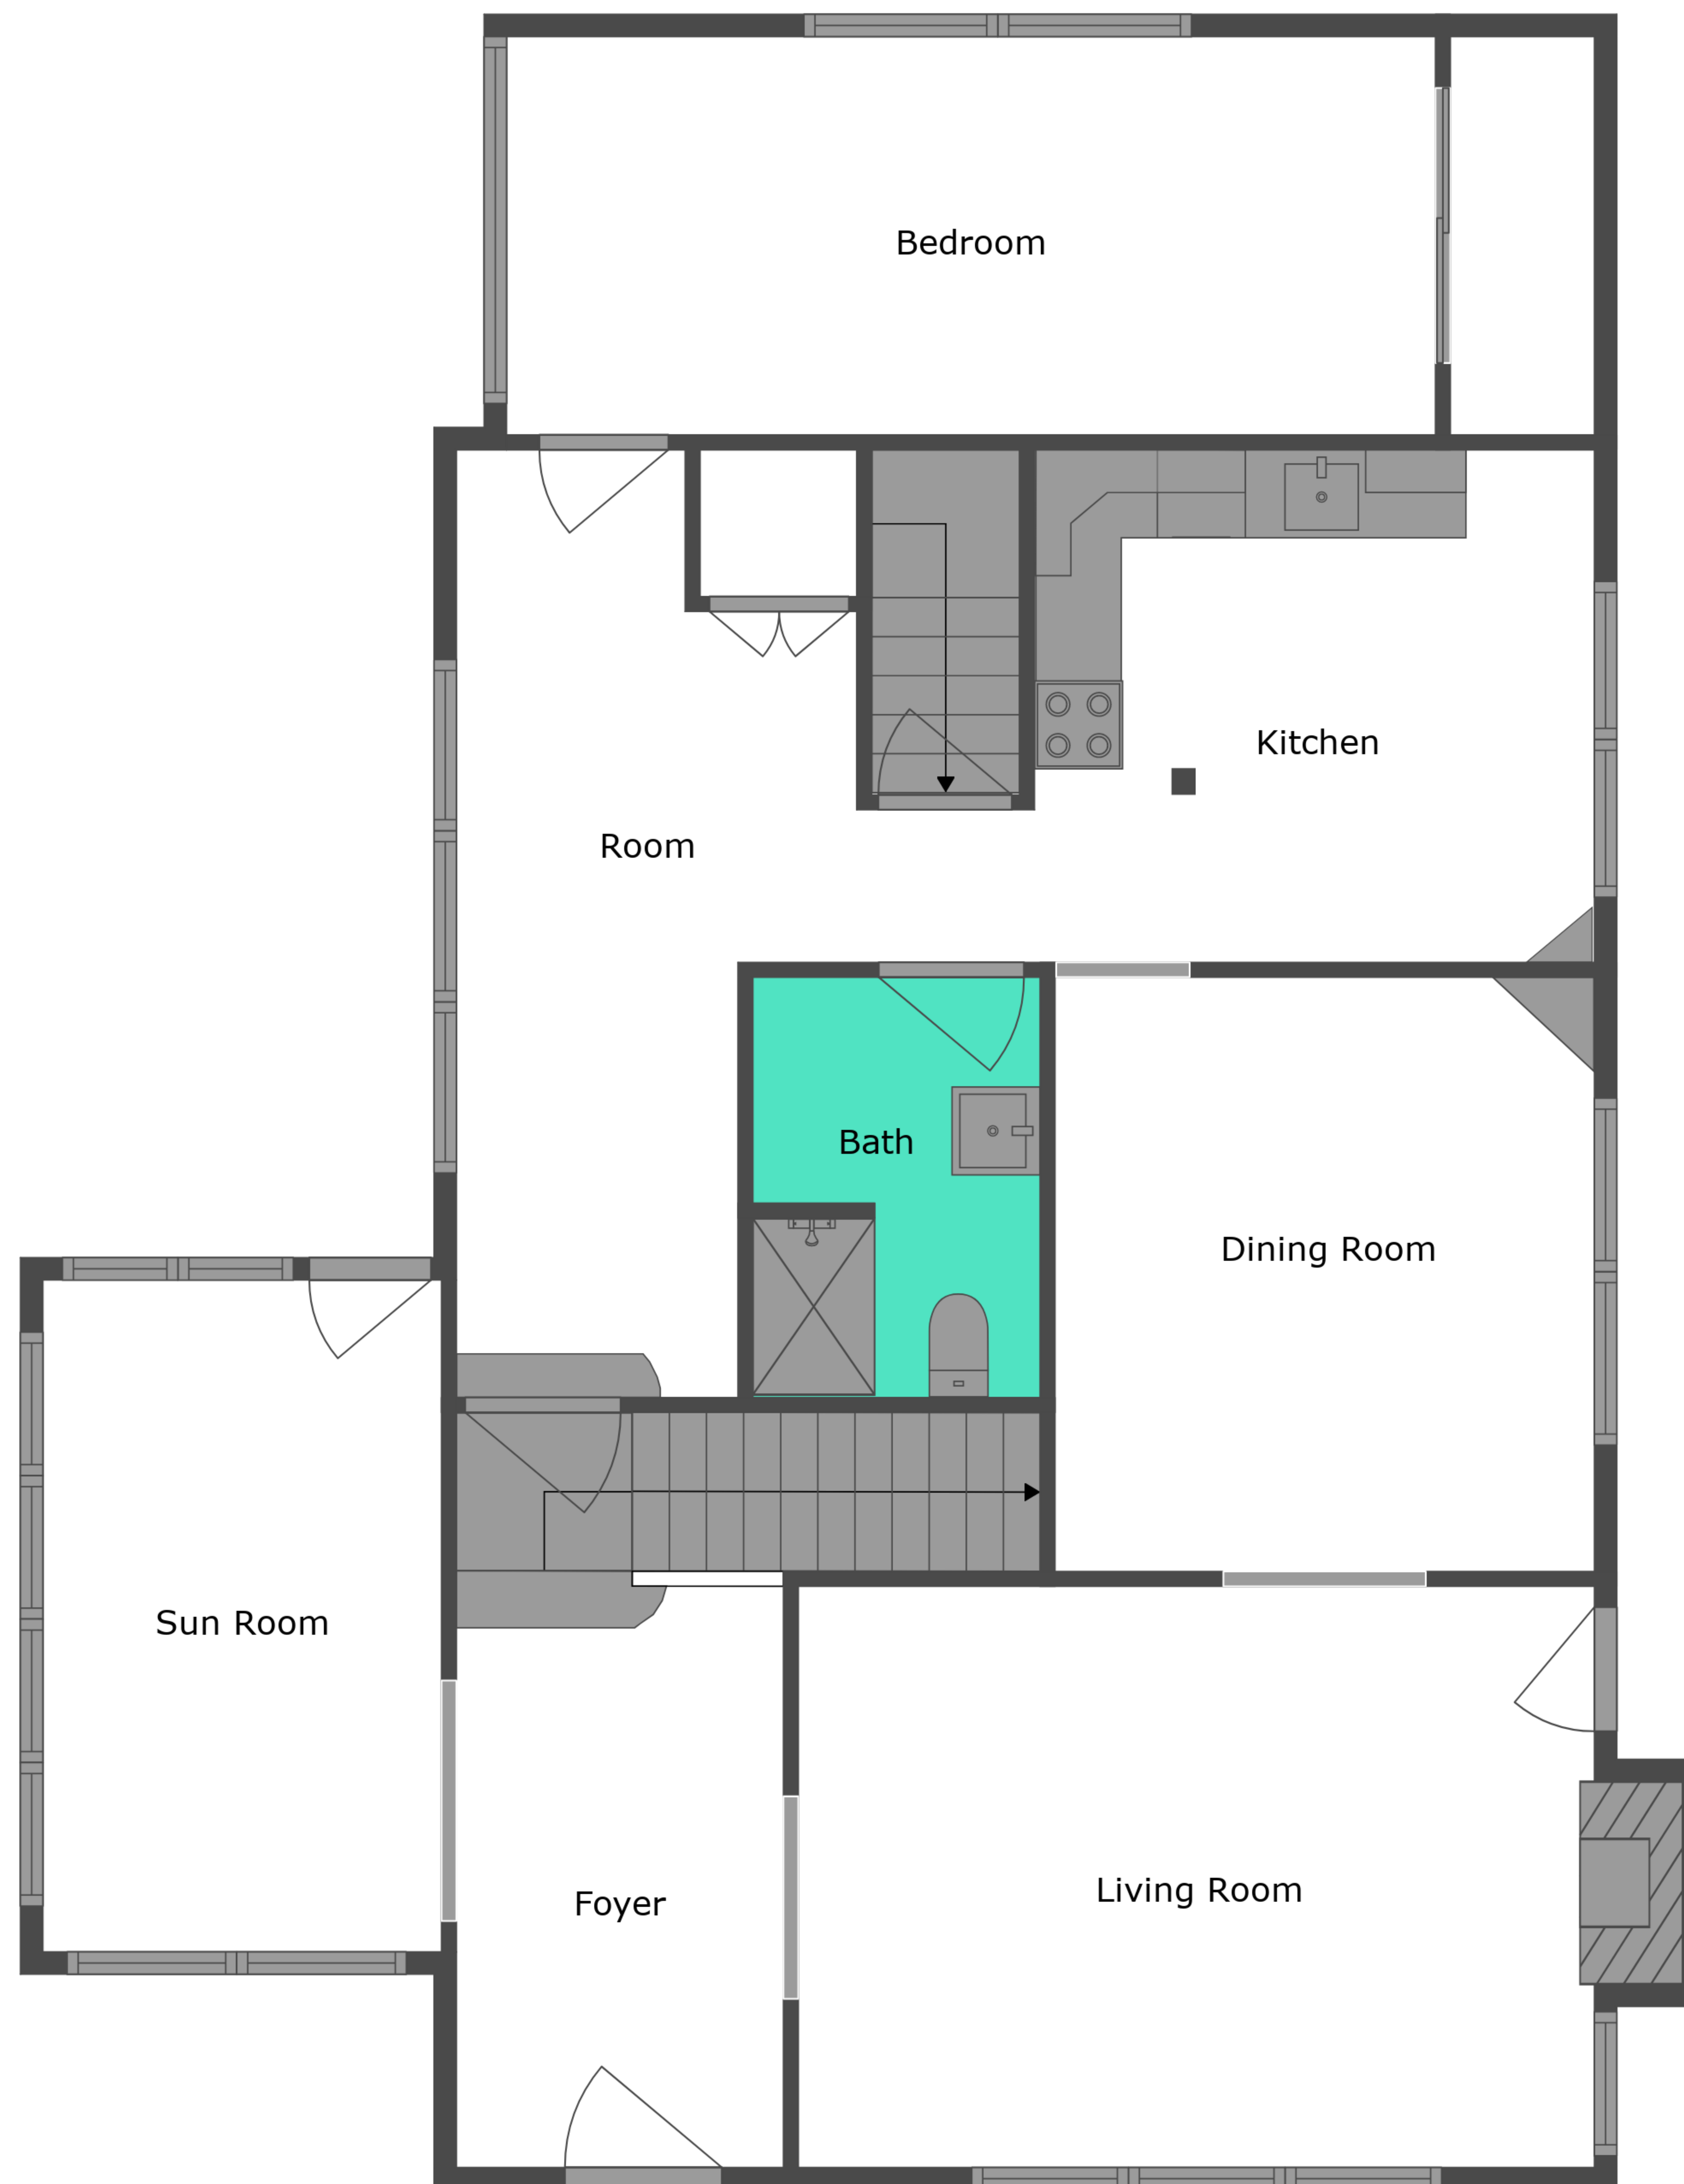 Bedroom
Kitchen
Room
Bath
Dining Room
Sun Room
Living Room
Foyer